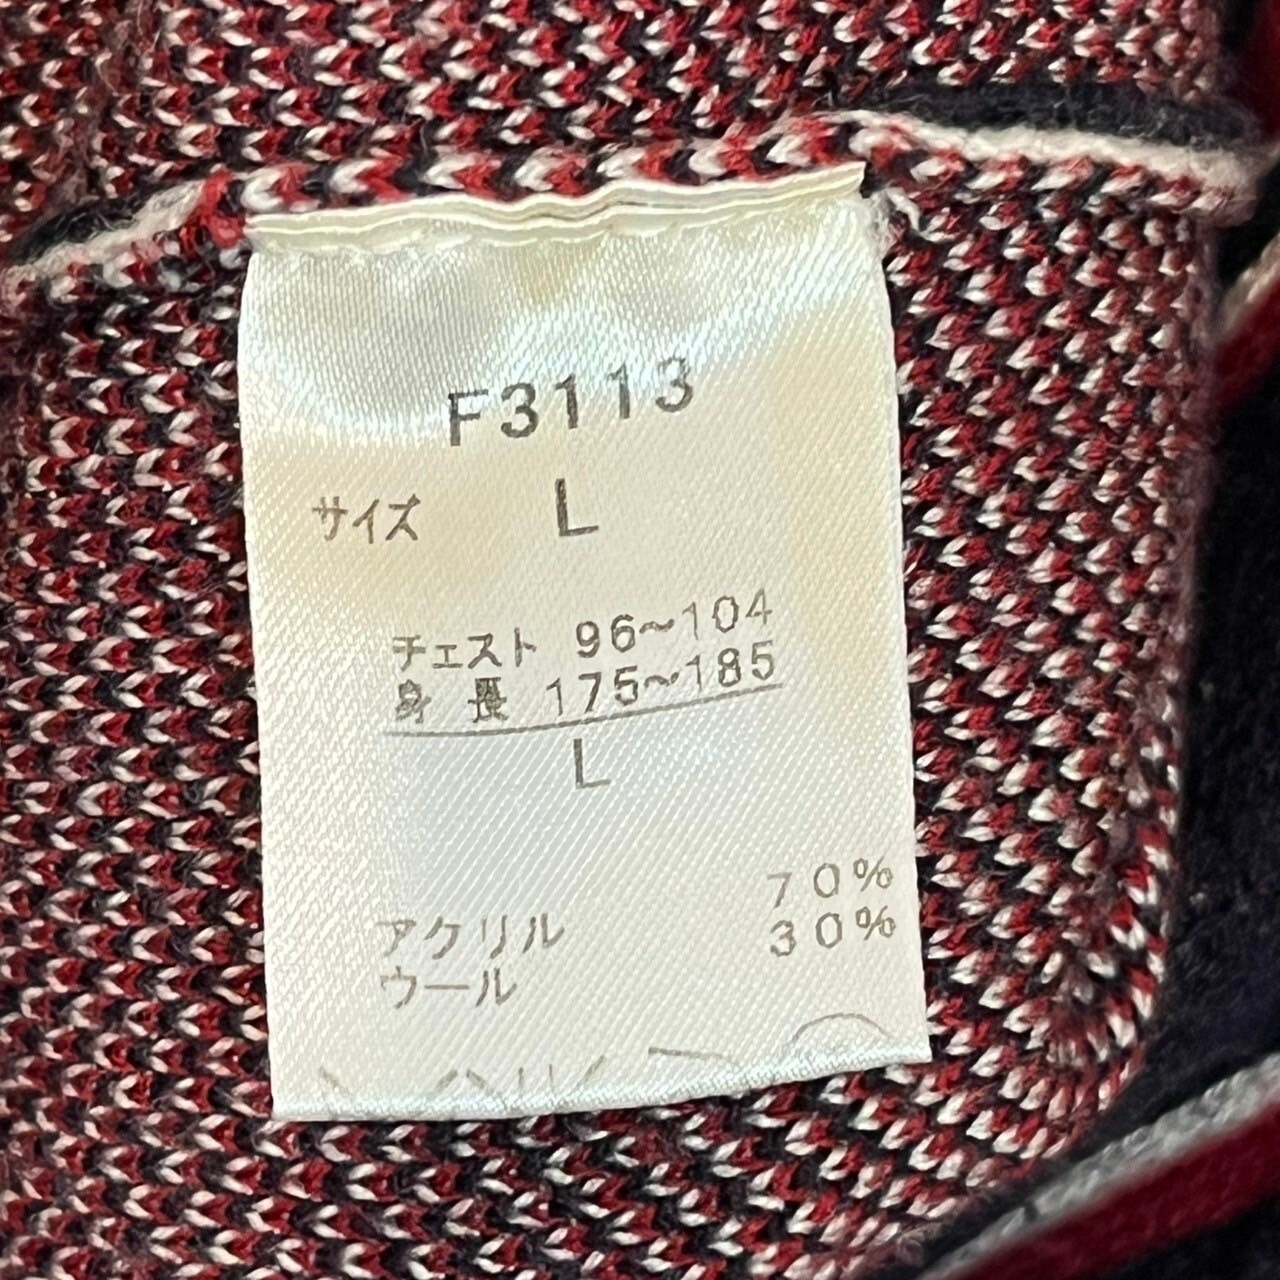 F3113
サイズ L
チェスト 96～104
身長 175～185
L
アクリル 70%
ウール 30%